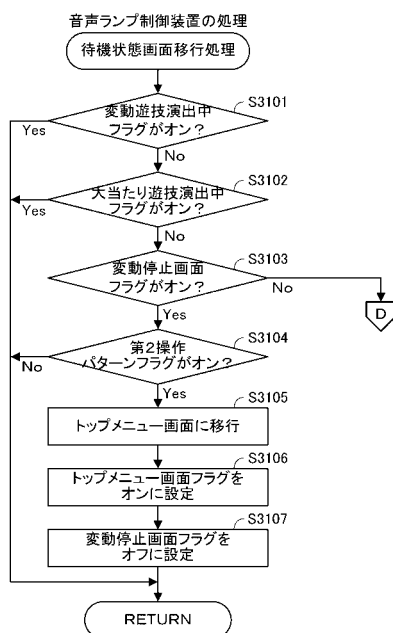 音声ランプ制御装置の処理
待機状態画面移行処理
S3101
変動遊技演出中
フラグがオン？
Yes
No
S3102
大当たり遊技演出中
フラグがオン？
Yes
No
S3103
変動停止画面
フラグがオン？
No
D
Yes
S3104
第2操作
パターンフラグがオン？
No
Yes
S3105
トップメニュー画面に移行
S3106
トップメニュー画面フラグを
オンに設定
S3107
変動停止画面フラグを
オフに設定
RETURN